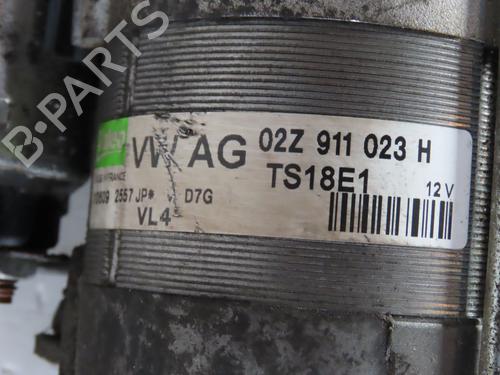 VW AG 02Z 911 023 H
TS18E1 12 V
2557 JP* D7G
VL4
B-PARTS